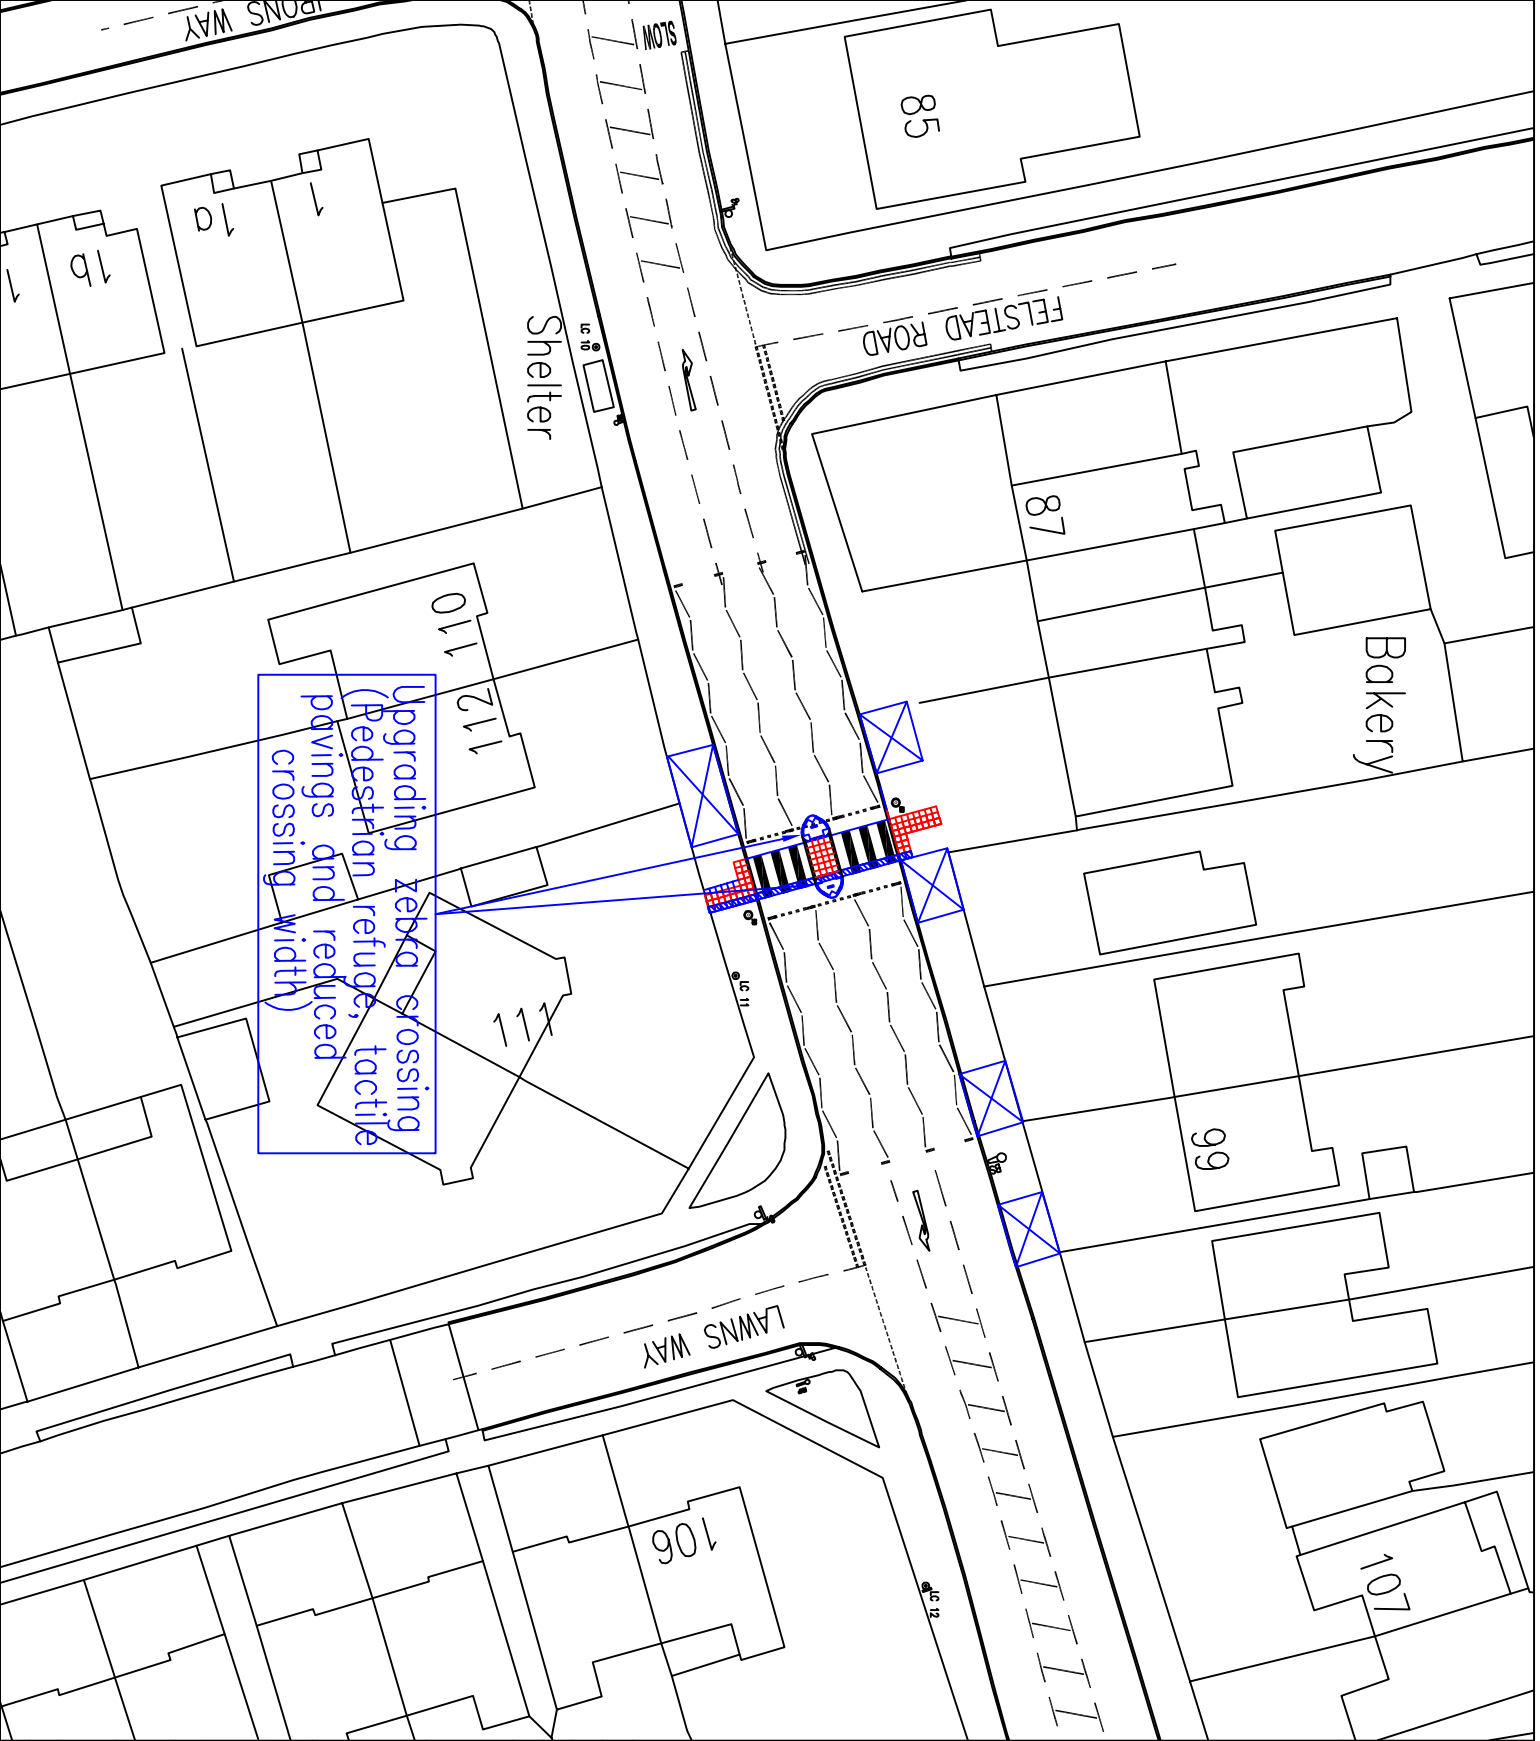 IRONS WAY
SLOW
85
1
1a
1b
1
FELSTEAD ROAD
LC 10
Shelter
87
Bakery
110
112
Upgrading zebra crossing
(Pedestrian refuge, tactile
pavings and reduced
crossing width)
LC 11
111
99
LAWNS WAY
106
LC 12
107